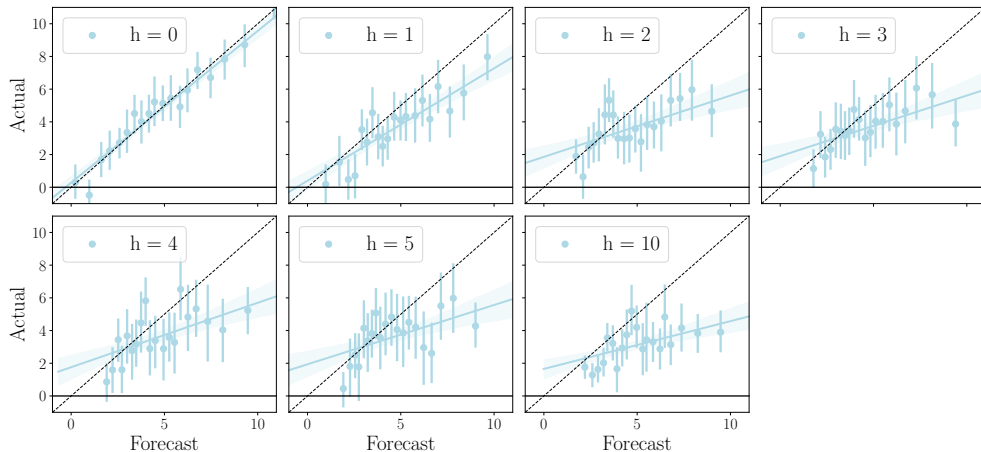 h = 0
h = 1
h = 2
h = 3
10
8
6
4
2
0
Actual
h = 4
h = 5
h = 10
10
8
6
4
2
0
Actual
0 5 10
0 5 10
0 5 10
Forecast
Forecast
Forecast